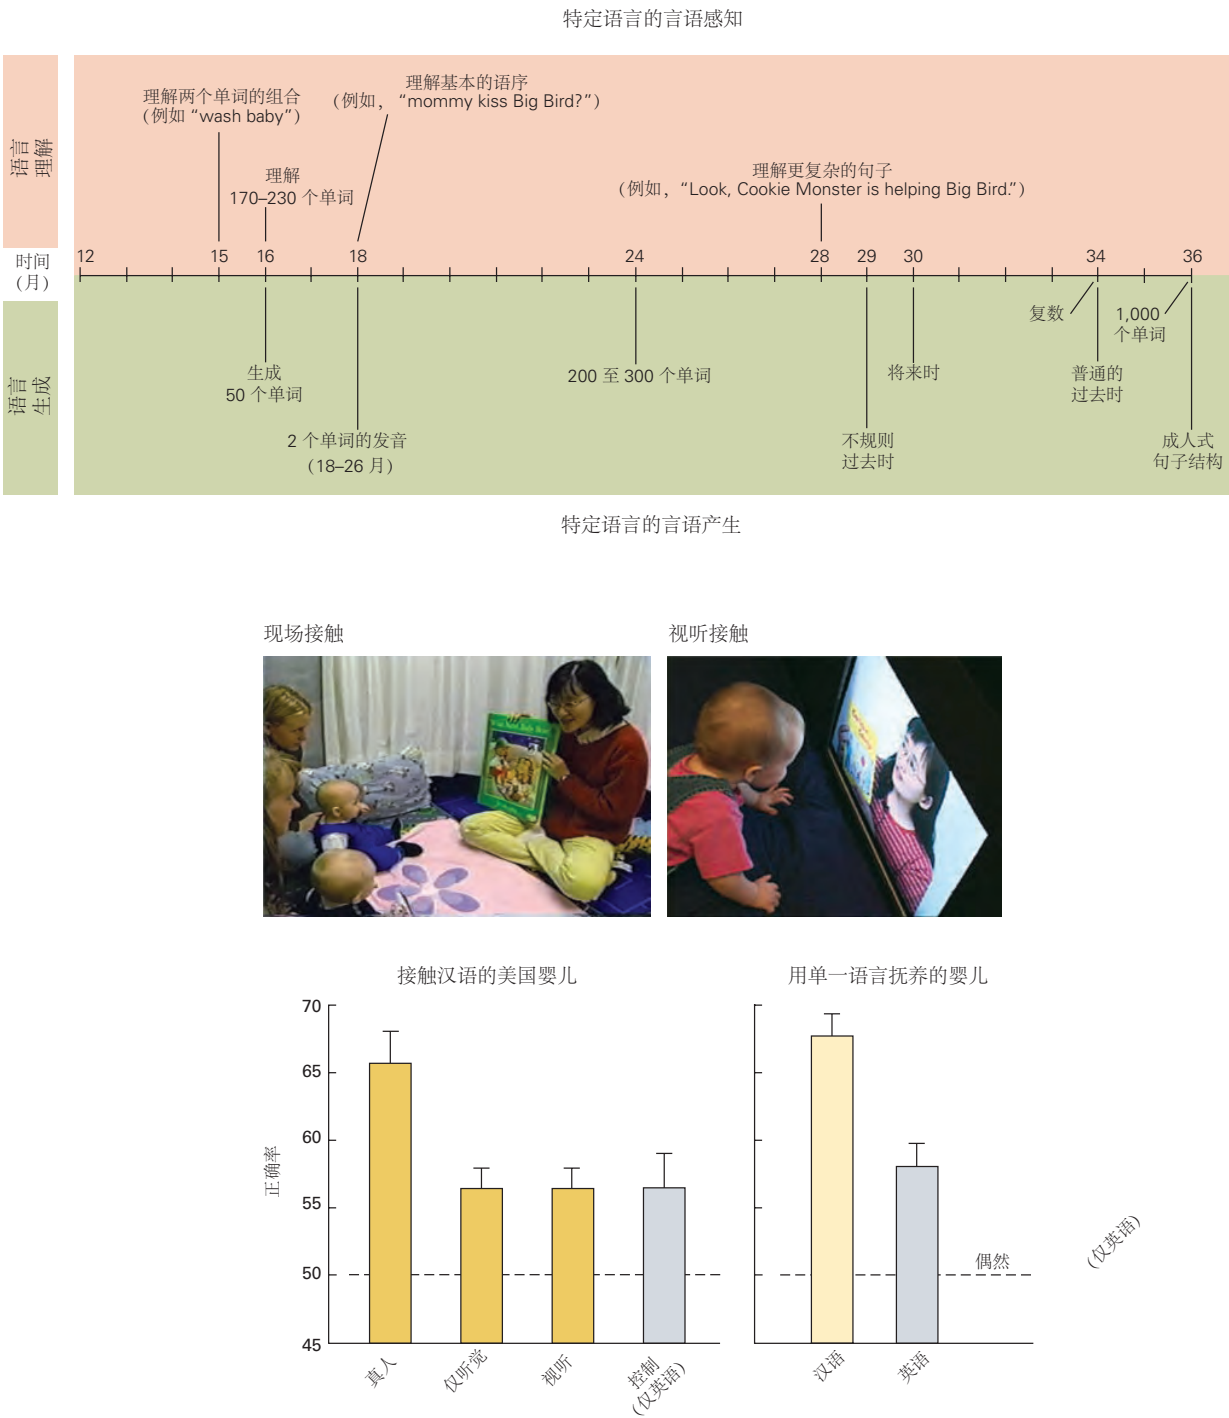 特定语言的言语感知
语言
理解
理解两个单词的组合
(例如 “wash baby”)
理解基本的语序
(例如，“mommy kiss Big Bird?”)
理解
170–230 个单词
理解更复杂的句子
(例如，“Look, Cookie Monster is helping Big Bird.”)
时间
(月)
12 15 16 18 24 28 29 30 34 36
语言
生成
生成
50 个单词
2 个单词的发音
(18–26 月)
200 至 300 个单词
不规则
过去时
将来时
复数
普通的
过去时
1,000
个单词
成人式
句子结构
特定语言的言语产生
现场接触
视听接触
接触汉语的美国婴儿
正确率
70
65
60
55
50
45
真人
仅听觉
视听
控制
(仅英语)
用单一语言抚养的婴儿
偶然
汉语
英语
(仅英语)